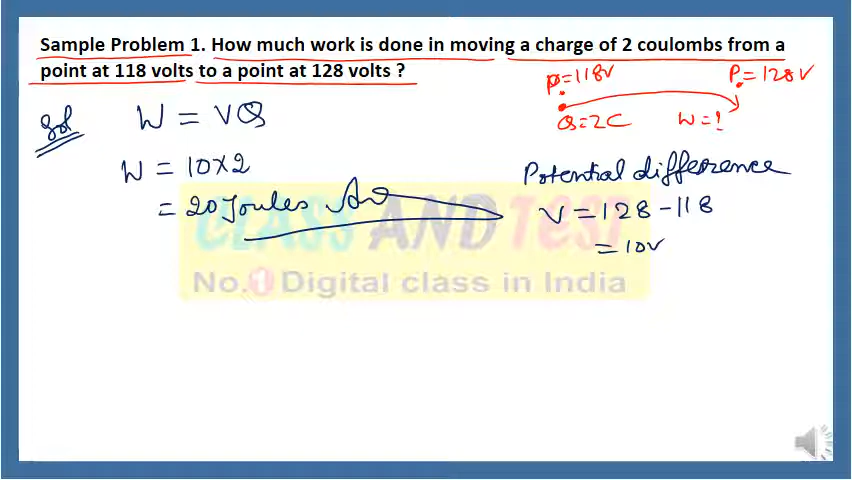 Sample Problem 1. How much work is done in moving a charge of 2 coulombs from a
point at 118 volts to a point at 128 volts ?
P=118V
P=128V
Q=2C
W=?
Sol
W = VQ
W = 10×2
= 20 Joules Ans
Potential difference
V = 128 - 118
= 10V
CLASS AND TEST
No.1 Digital class in India